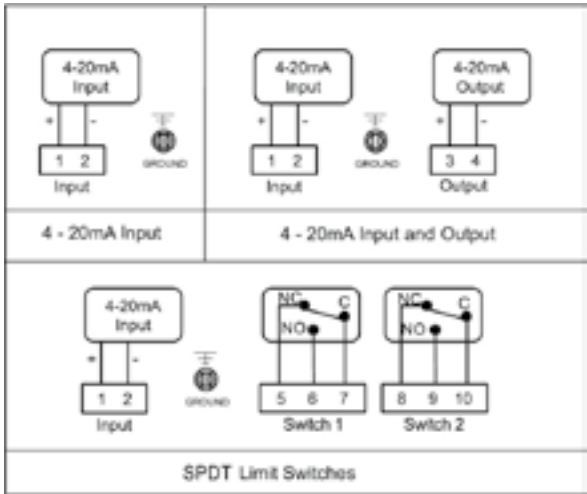 4-20mA
Input
+ -
1 2
Input
GROUND
4 - 20mA Input
4-20mA
Input
+ -
1 2
Input
GROUND
4-20mA
Output
+ -
3 4
Output
4 - 20mA Input and Output
4-20mA
Input
+ -
1 2
Input
GROUND
NC C
NO
5 6 7
Switch 1
NC C
NO
8 9 10
Switch 2
SPDT Limit Switches